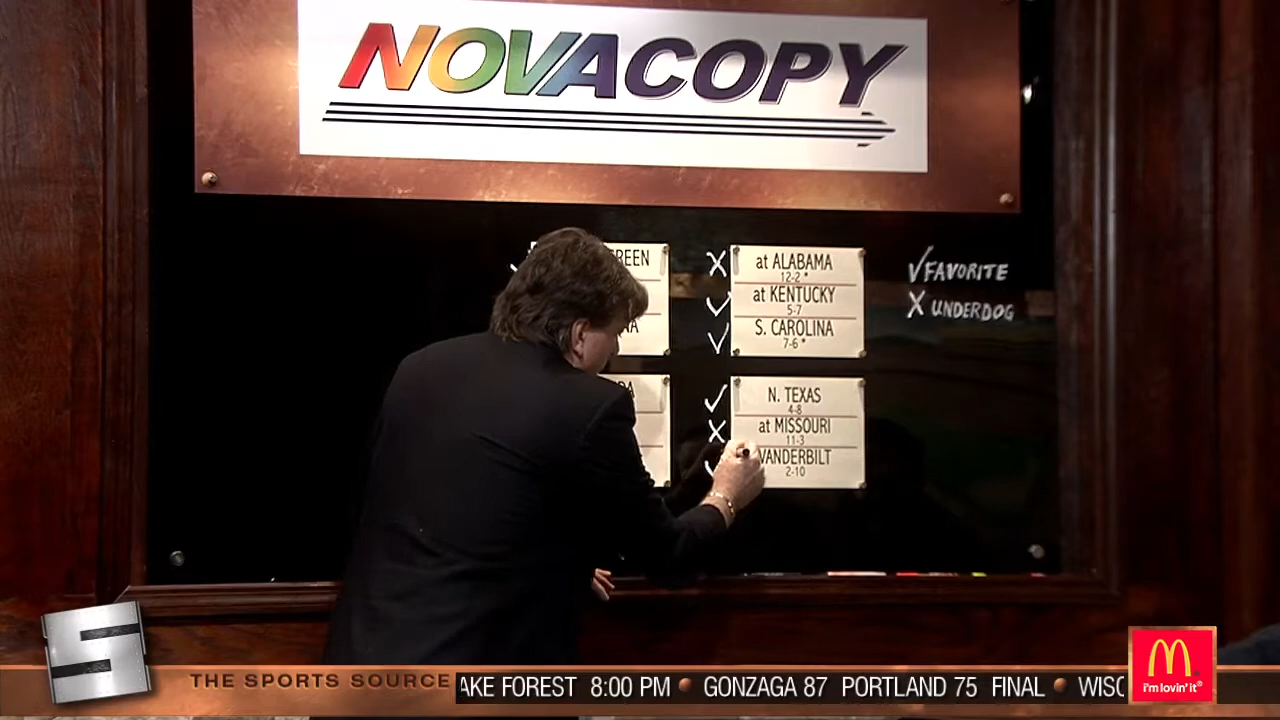 NOVACOPY
at ALABAMA
12-2 *
at KENTUCKY
5-7
S. CAROLINA
7-6 *
✓ FAVORITE
X UNDERDOG
N. TEXAS
4-8
at MISSOURI
11-3
VANDERBILT
2-10
S
THE SPORTS SOURCE
FOREST 8:00 PM • GONZAGA 87 PORTLAND 75 FINAL •
M
i'm lovin' it®